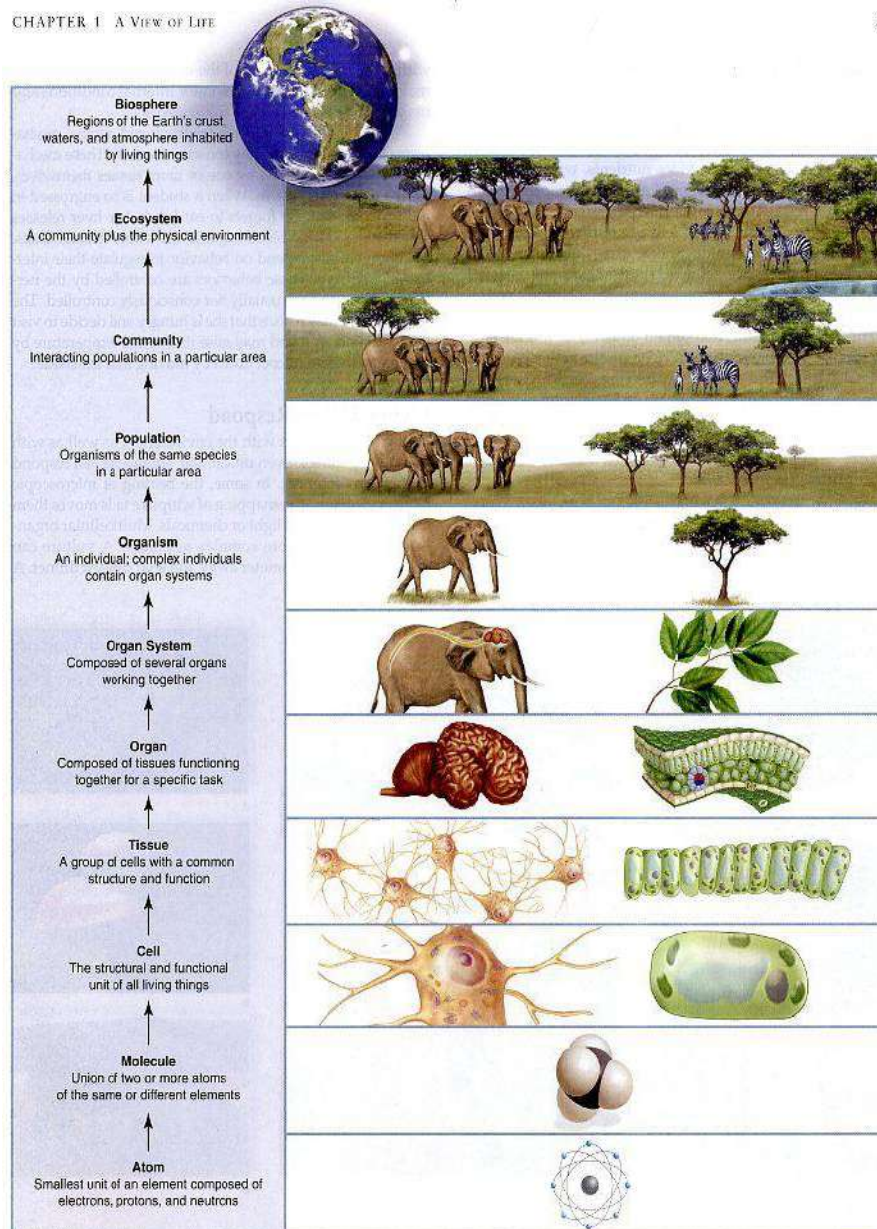 CHAPTER 1 A VIEW OF LIFE
Biosphere
Regions of the Earth's crust,
waters, and atmosphere inhabited
by living things
Ecosystem
A community plus the physical environment
Community
Interacting populations in a particular area
Population
Organisms of the same species
in a particular area
Organism
An individual; complex individuals
contain organ systems
Organ System
Composed of several organs
working together
Organ
Composed of tissues functioning
together for a specific task
Tissue
A group of cells with a common
structure and function
Cell
The structural and functional
unit of all living things
Molecule
Union of two or more atoms
of the same or different elements
Atom
Smallest unit of an element composed of
electrons, protons, and neutrons